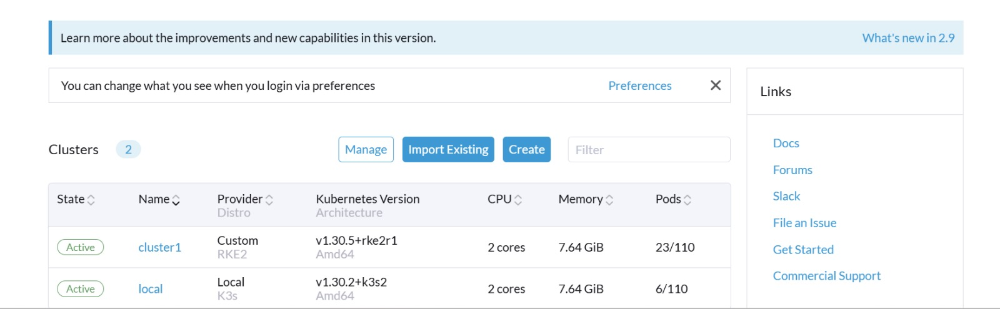 Learn more about the improvements and new capabilities in this version. What's new in 2.9
You can change what you see when you login via preferences Preferences
Links
Clusters 2 Manage Import Existing Create Filter
Docs
Forums
Slack
File an Issue
Get Started
Commercial Support
State Name Provider Kubernetes Version CPU Memory Pods
Distro Architecture
Active cluster1 Custom v1.30.5+rke2r1 2 cores 7.64 GiB 23/110
RKE2 Amd64
Active local Local v1.30.2+k3s2 2 cores 7.64 GiB 6/110
K3s Amd64